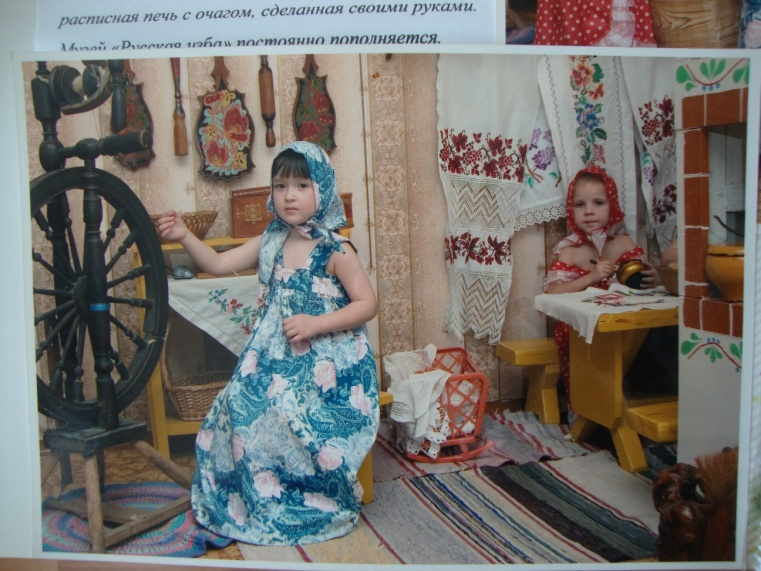 расписная печь с очагом, сделанная своими руками.
Музей «Русская изба» постоянно пополняется.